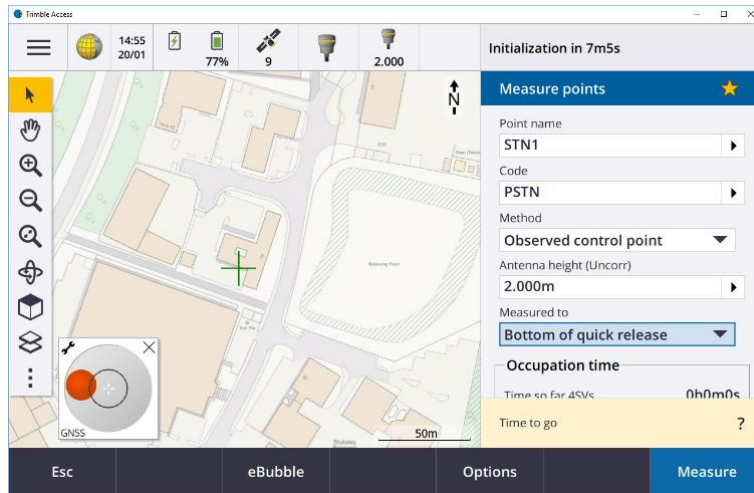 Trimble Access
14:55
20/01
77%
9
2.000
Initialization in 7m5s
Measure points
Point name
STN1
Code
PSTN
Method
Observed control point
Antenna height (Uncorr)
2.000m
Measured to
Bottom of quick release
Occupation time
Time so far 4SVs 0h0m0s
Time to go ?
N
Balancing Pond
GNSS
50m
Esc eBubble Options Measure